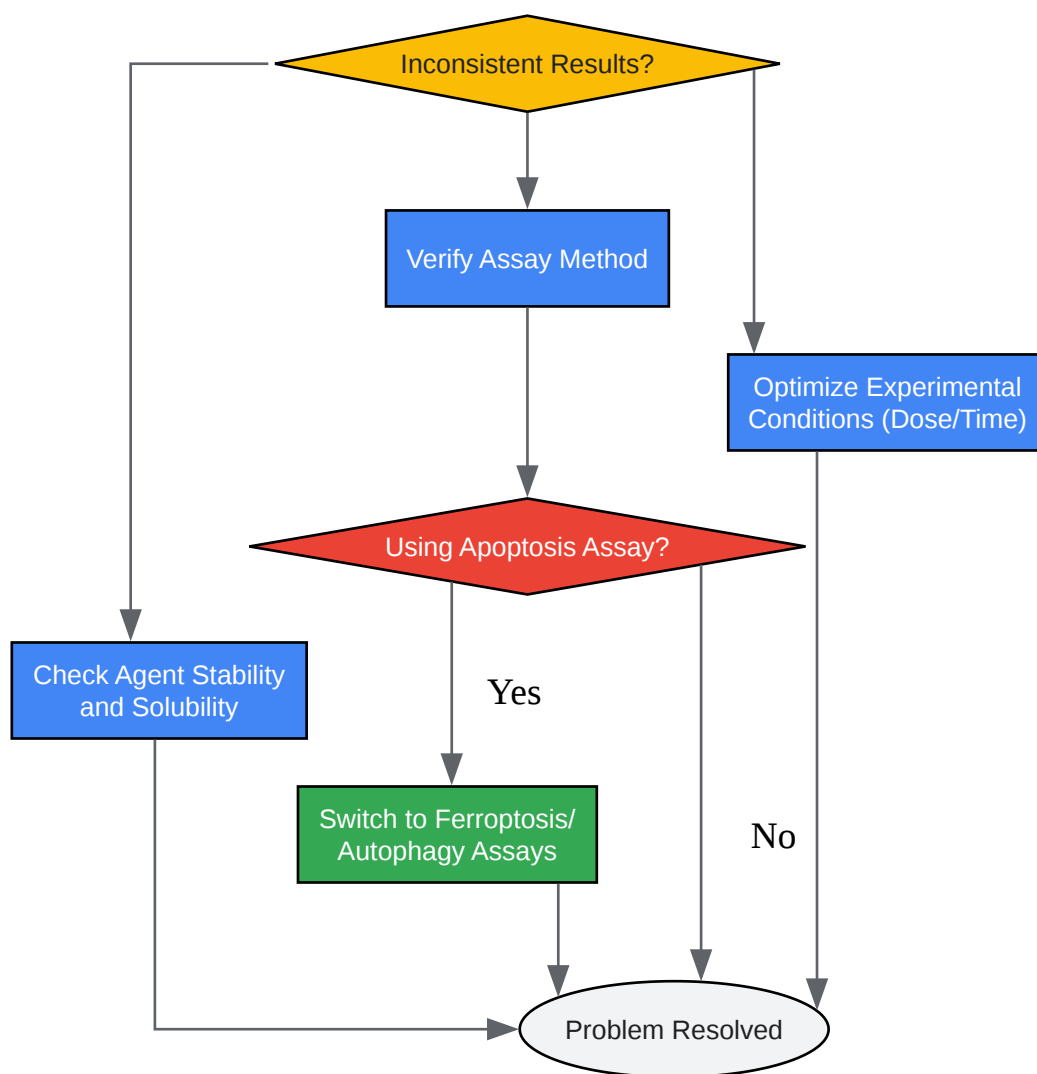 Inconsistent Results?
Verify Assay Method
Optimize Experimental
Conditions (Dose/Time)
Using Apoptosis Assay?
Check Agent Stability
and Solubility
Yes
Switch to Ferroptosis/
Autophagy Assays
No
Problem Resolved